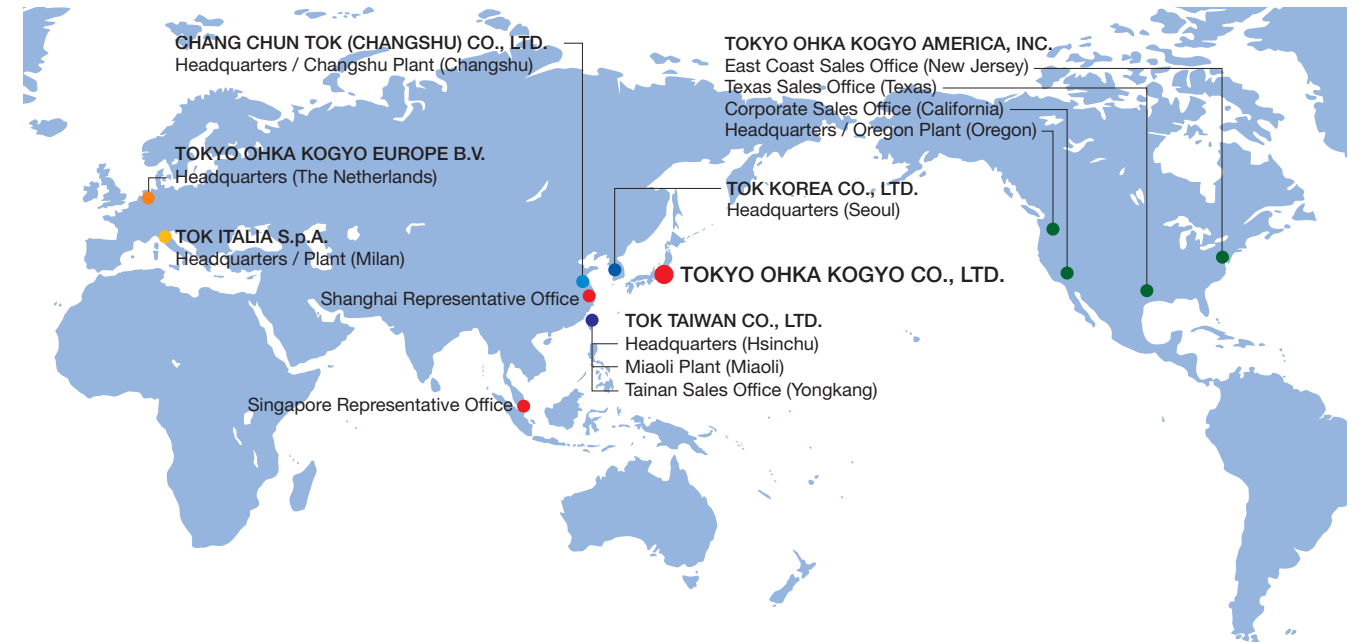 CHANG CHUN TOK (CHANGSHU) CO., LTD.
Headquarters / Changshu Plant (Changshu)
TOKYO OHKA KOGYO AMERICA, INC.
East Coast Sales Office (New Jersey)
Texas Sales Office (Texas)
Corporate Sales Office (California)
Headquarters / Oregon Plant (Oregon)
TOKYO OHKA KOGYO EUROPE B.V.
Headquarters (The Netherlands)
TOK KOREA CO., LTD.
Headquarters (Seoul)
TOK ITALIA S.p.A.
Headquarters / Plant (Milan)
TOKYO OHKA KOGYO CO., LTD.
Shanghai Representative Office
TOK TAIWAN CO., LTD.
Headquarters (Hsinchu)
Miaoli Plant (Miaoli)
Tainan Sales Office (Yongkang)
Singapore Representative Office